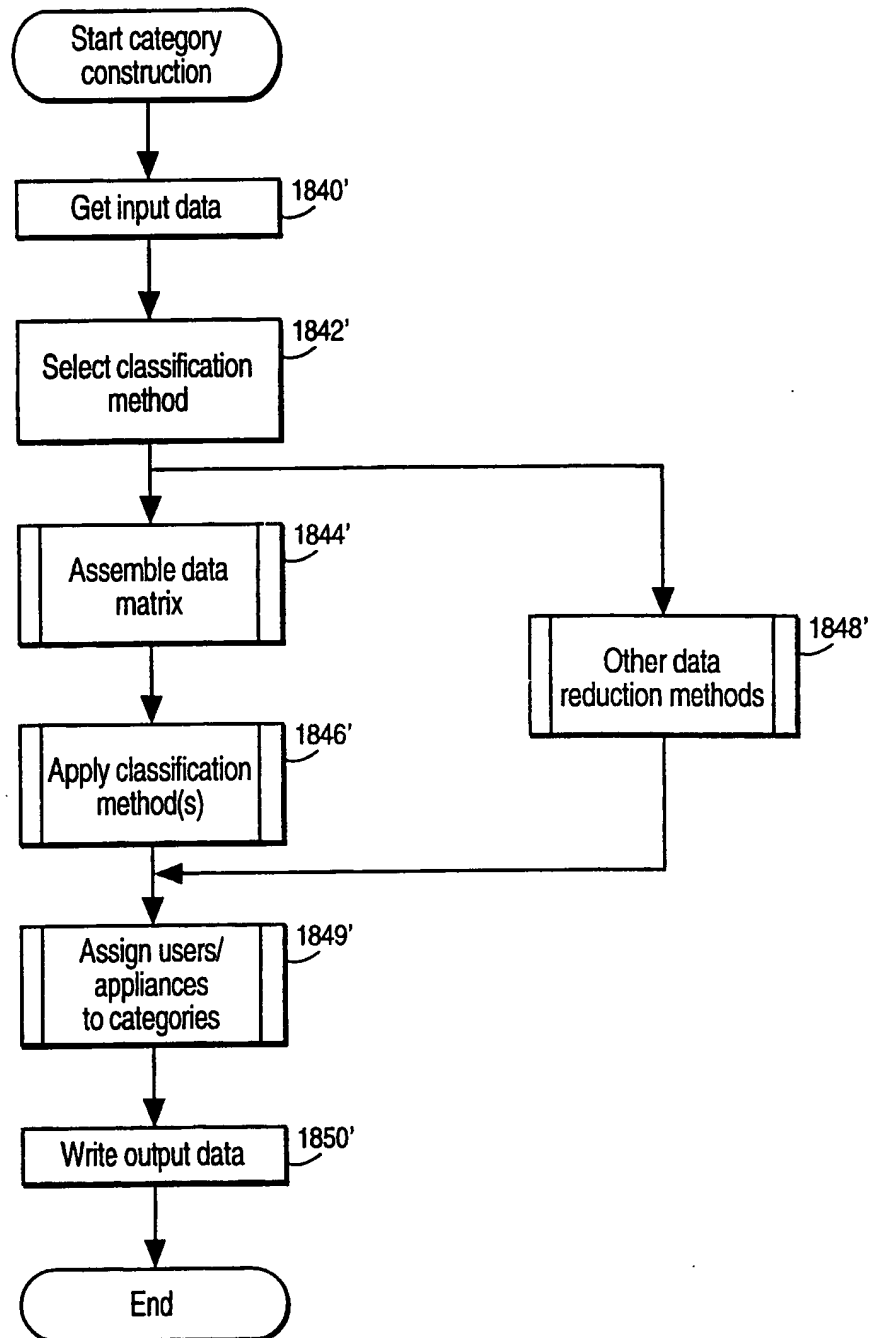 Start category
construction
1840'
Get input data
1842'
Select classification
method
1844'
Assemble data
matrix
1848'
Other data
reduction methods
1846'
Apply classification
method(s)
1849'
Assign users/
appliances
to categories
1850'
Write output data
End